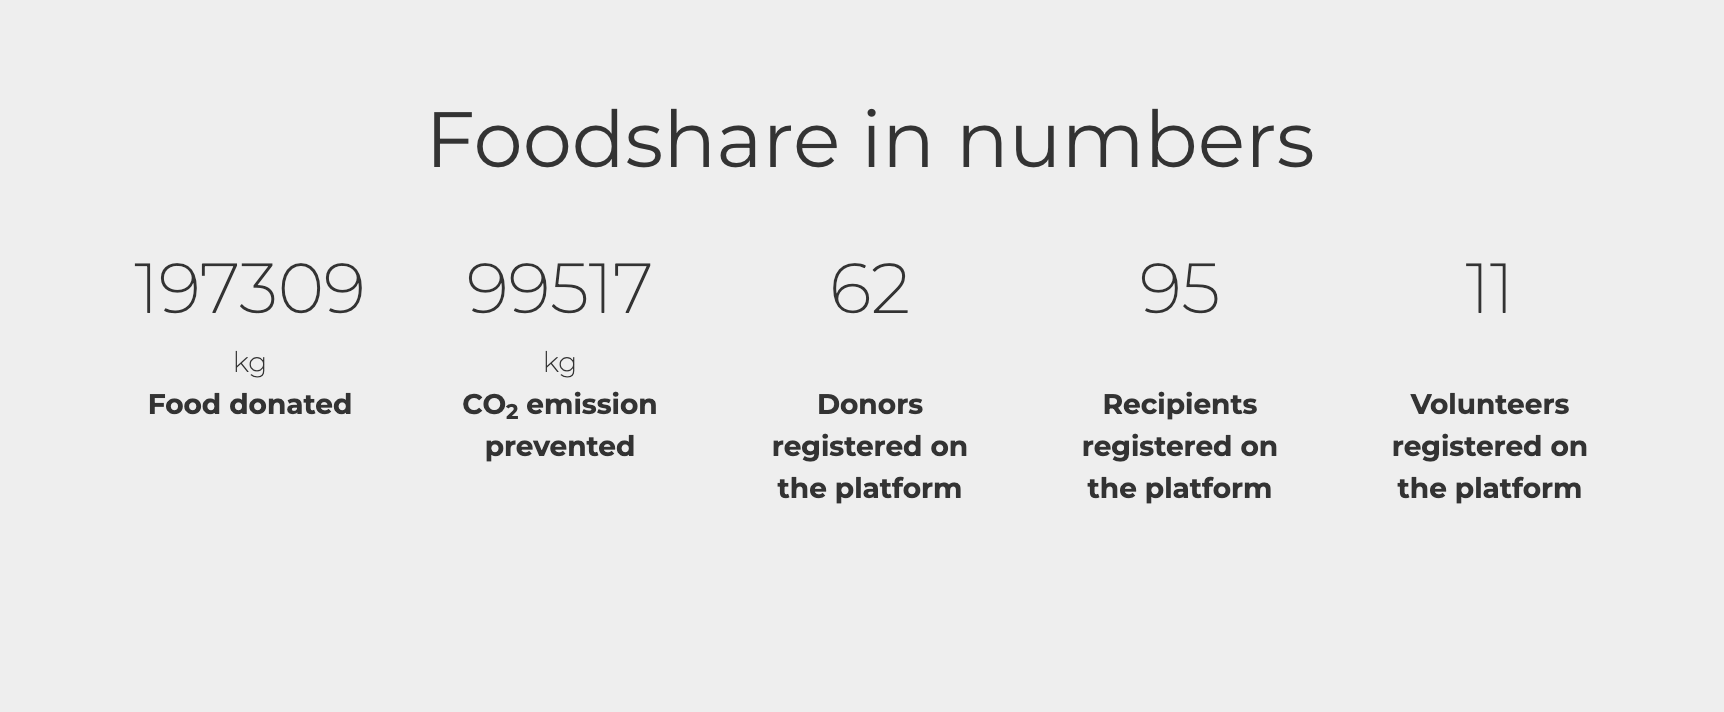 Foodshare in numbers
197309
kg
Food donated
99517
kg
CO₂ emission
prevented
62
Donors
registered on
the platform
95
Recipients
registered on
the platform
11
Volunteers
registered on
the platform